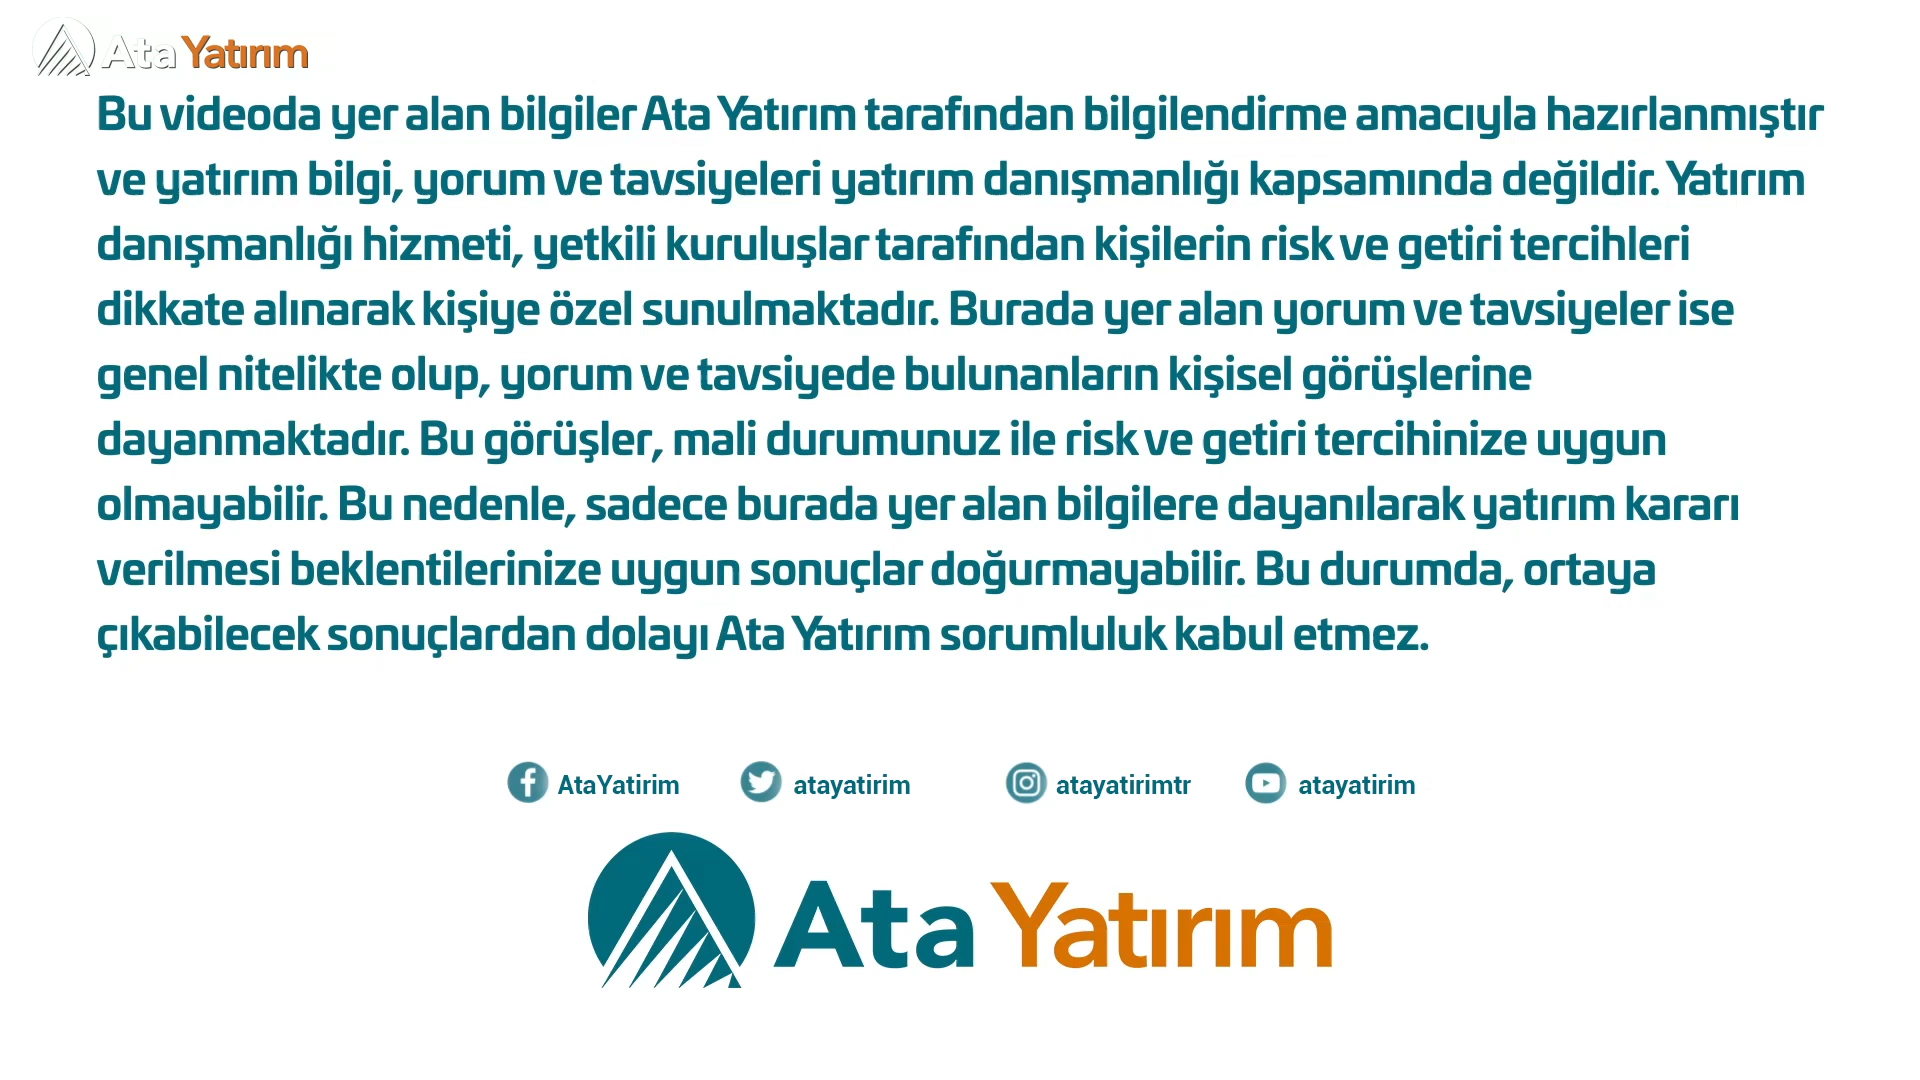 Ata Yatırım
Bu videoda yer alan bilgiler Ata Yatırım tarafından bilgilendirme amacıyla hazırlanmıştır
ve yatırım bilgi, yorum ve tavsiyeleri yatırım danışmanlığı kapsamında değildir. Yatırım
danışmanlığı hizmeti, yetkili kuruluşlar tarafından kişilerin risk ve getiri tercihleri
dikkate alınarak kişiye özel sunulmaktadır. Burada yer alan yorum ve tavsiyeler ise
genel nitelikte olup, yorum ve tavsiyede bulunanların kişisel görüşlerine
dayanmaktadır. Bu görüşler, mali durumunuz ile risk ve getiri tercihinize uygun
olmayabilir. Bu nedenle, sadece burada yer alan bilgilere dayanılarak yatırım kararı
verilmesi beklentilerinize uygun sonuçlar doğurmayabilir. Bu durumda, ortaya
çıkabilecek sonuçlardan dolayı Ata Yatırım sorumluluk kabul etmez.
AtaYatirim atayatirim atayatirimtr atayatirim
Ata Yatırım